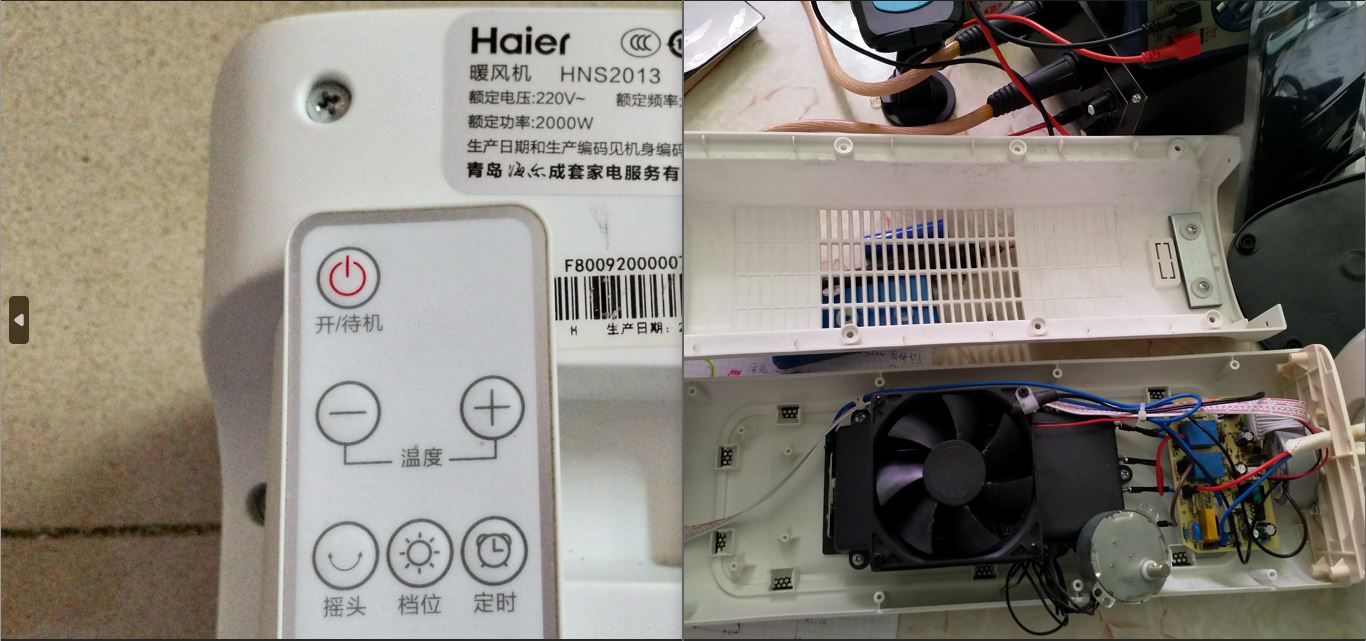 Haier
暖风机 HNS2013
额定电压:220V~ 额定频率:
额定功率:2000W
生产日期和生产编码见机身编码
青岛海尔成套家电服务有
F80092000007
H 生产日期: 2
开/待机
温度
摇头 档位 定时